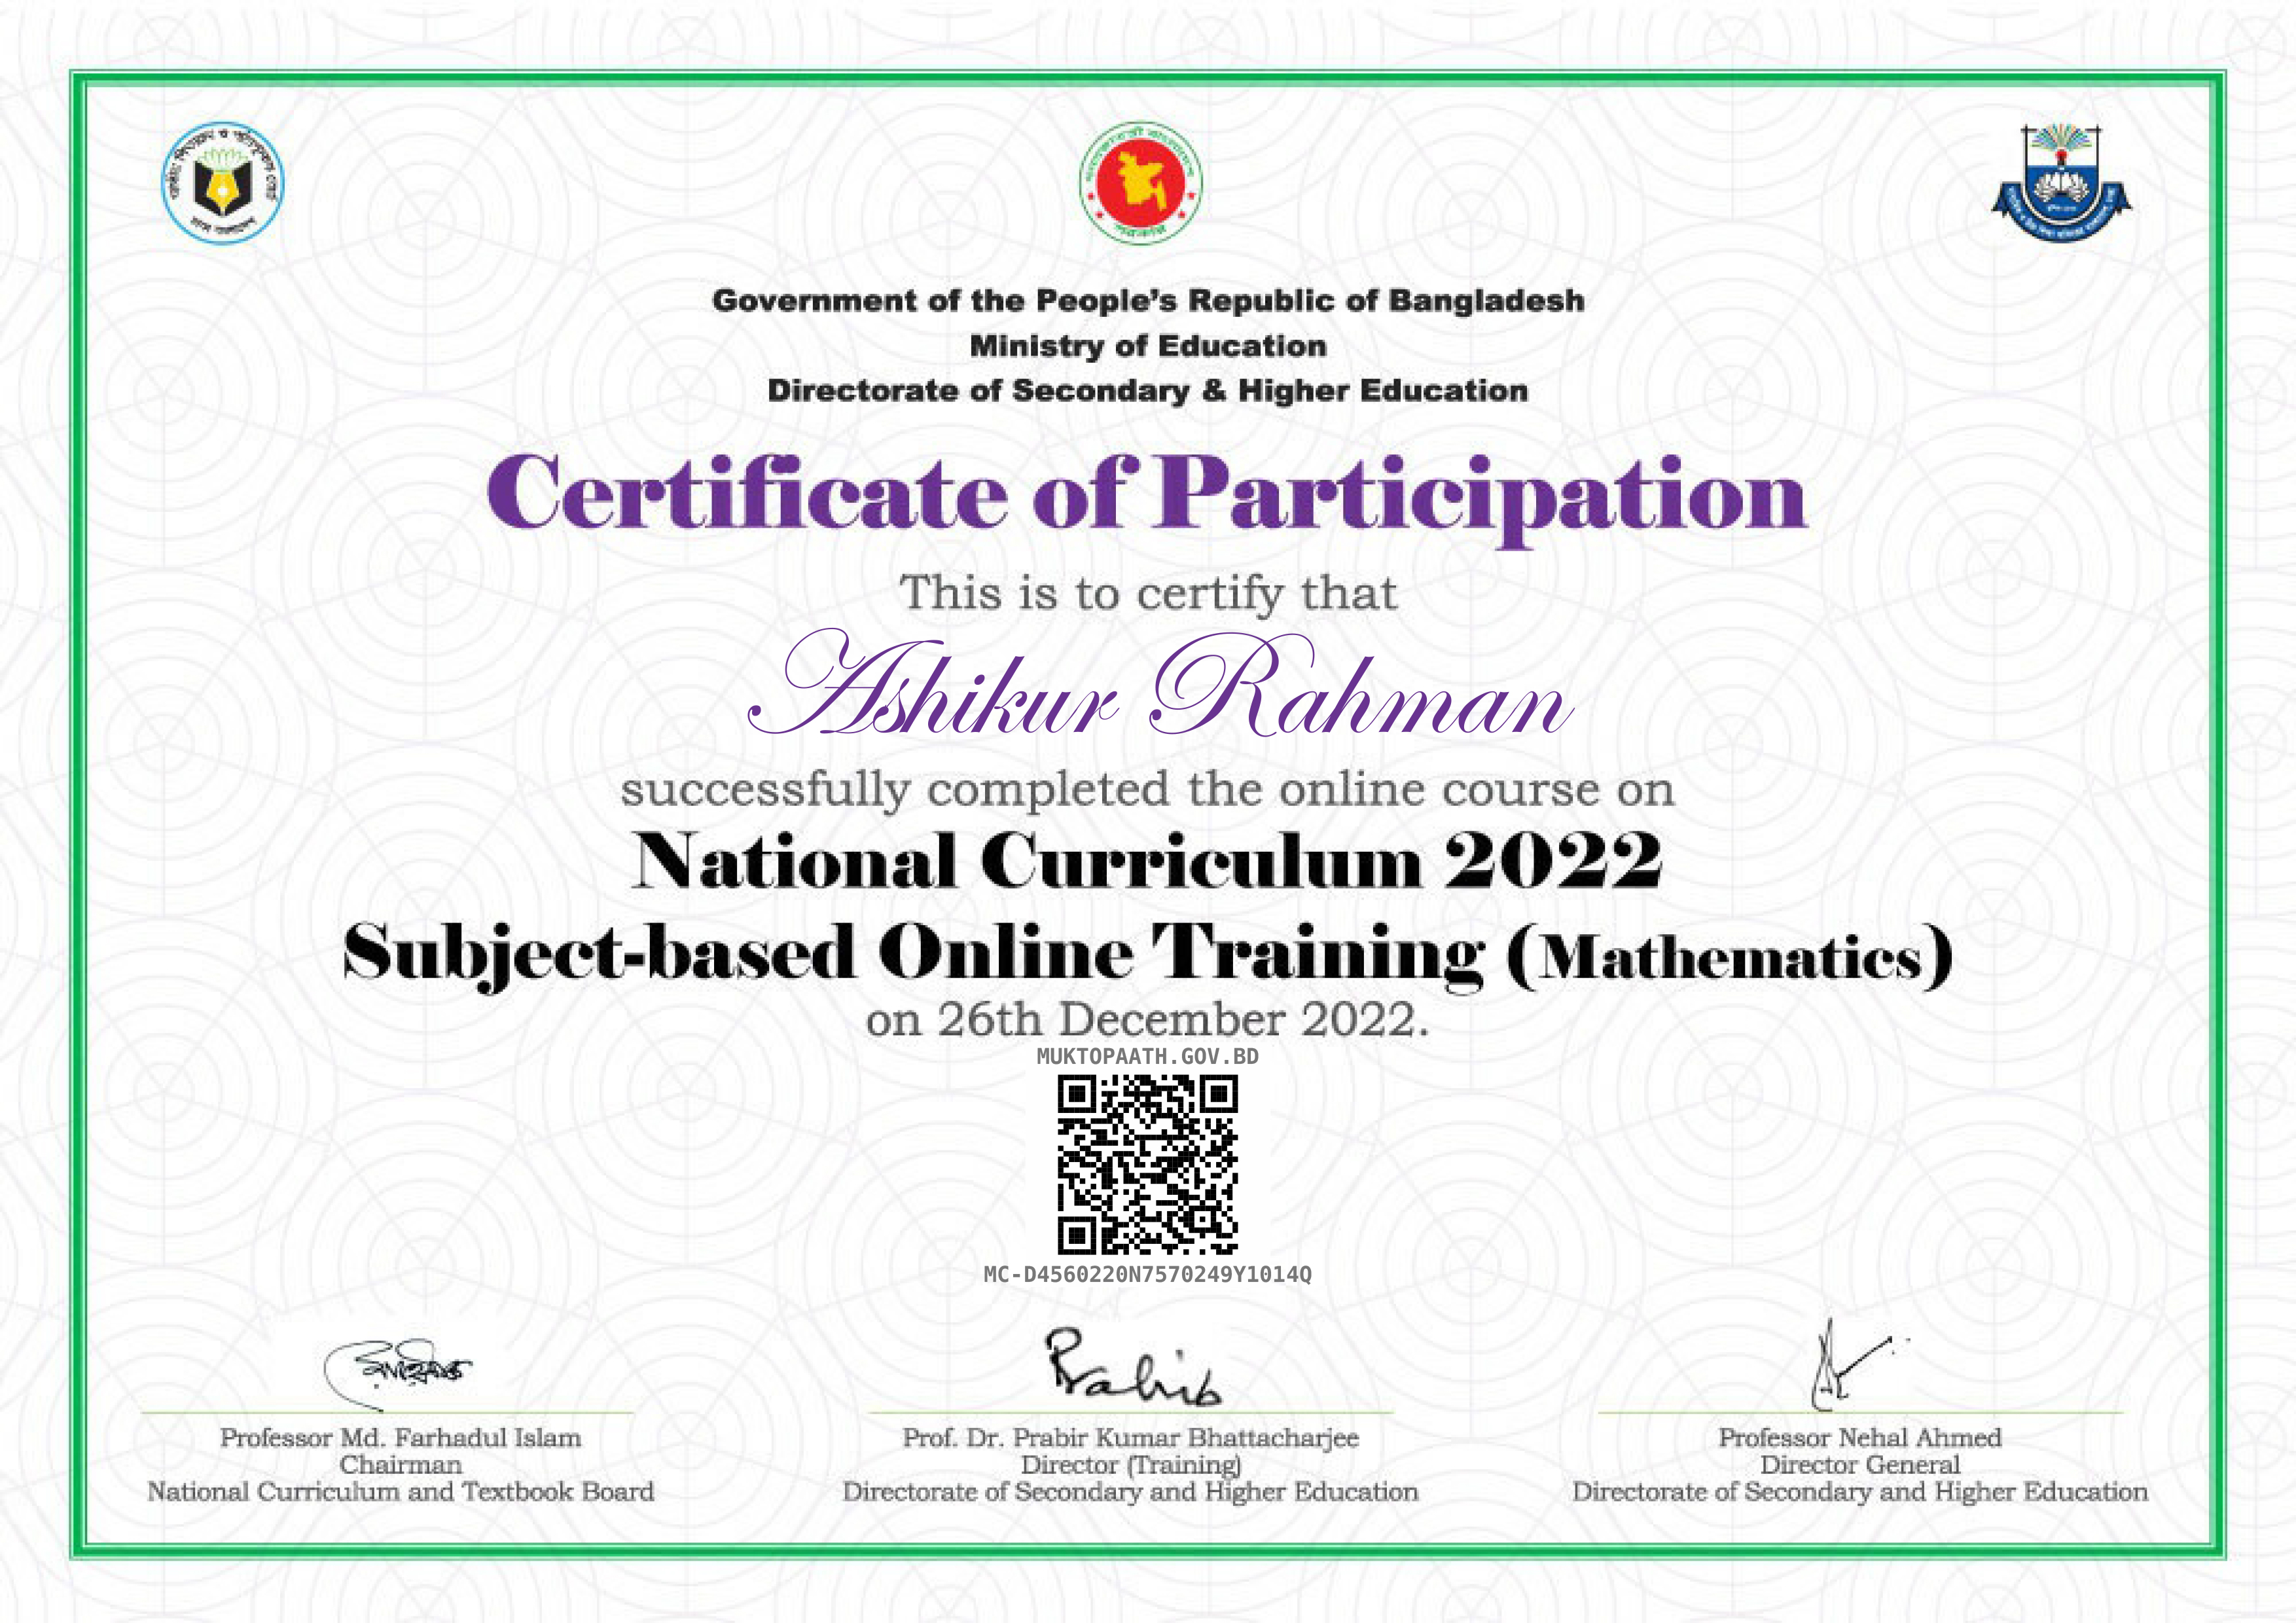 Government of the People's Republic of Bangladesh
Ministry of Education
Directorate of Secondary & Higher Education
Certificate of Participation
This is to certify that
Ashikur Rahman
successfully completed the online course on
National Curriculum 2022
Subject-based Online Training (Mathematics)
on 26th December 2022.
MUKTOPAATH.GOV.BD
MC-D4560220N7570249Y1014Q
Professor Md. Farhadul Islam
Chairman
National Curriculum and Textbook Board
Prabib
Prof. Dr. Prabir Kumar Bhattacharjee
Director (Training)
Directorate of Secondary and Higher Education
Professor Nehal Ahmed
Director General
Directorate of Secondary and Higher Education